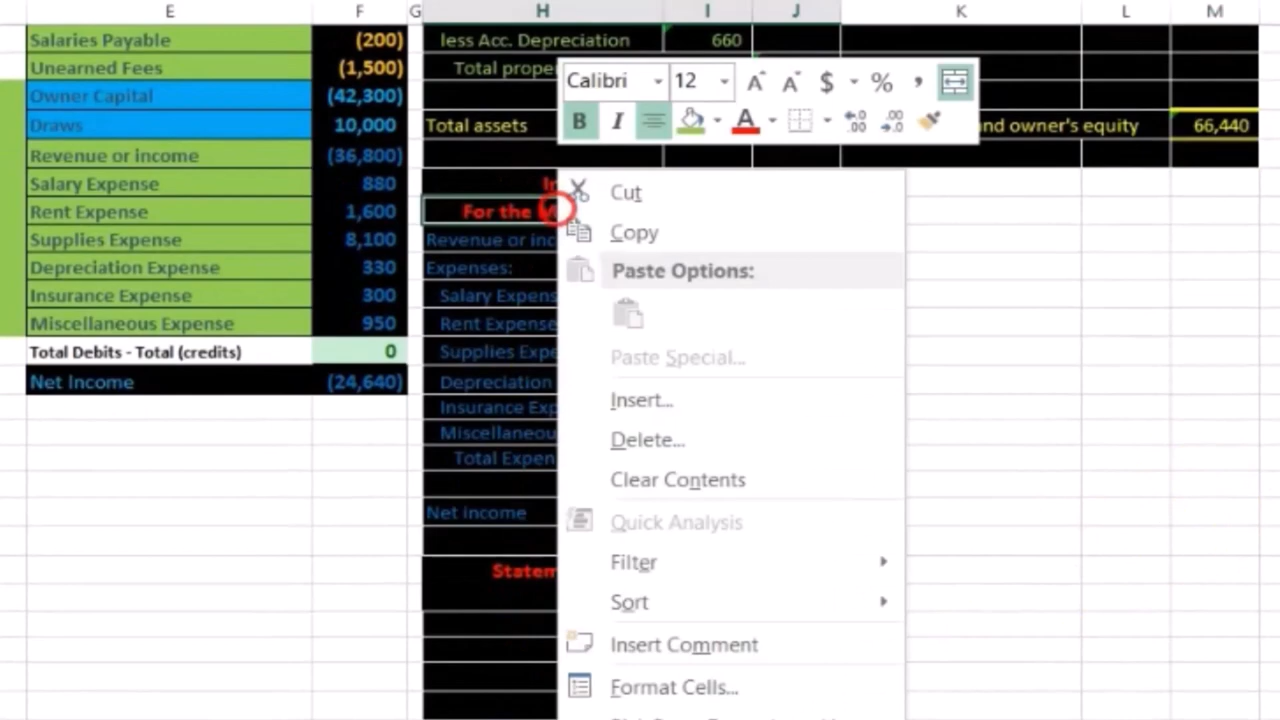 E F G H I J K L M
Salaries Payable (200) less Acc. Depreciation 660
Unearned Fees (1,500) Total prope
Calibri 12 $ % ,
Owner Capital (42,300)
B I A .00 .00
Draws 10,000 Total assets nd owner's equity 66,440
Revenue or income (36,800)
Salary Expense 880 In
Cut
Rent Expense 1,600 For the M
Copy
Supplies Expense 8,100 Revenue or inc
Depreciation Expense 330 Expenses:
Paste Options:
Insurance Expense 300 Salary Expens
Miscellaneous Expense 950 Rent Expense
Total Debits - Total (credits) 0 Supplies Expe
Paste Special...
Net Income (24,640) Depreciation
Insert...
Insurance Exp
Miscellaneou
Delete...
Total Expen
Clear Contents
Net income
Quick Analysis
Filter
Statem
Sort
Insert Comment
Format Cells...